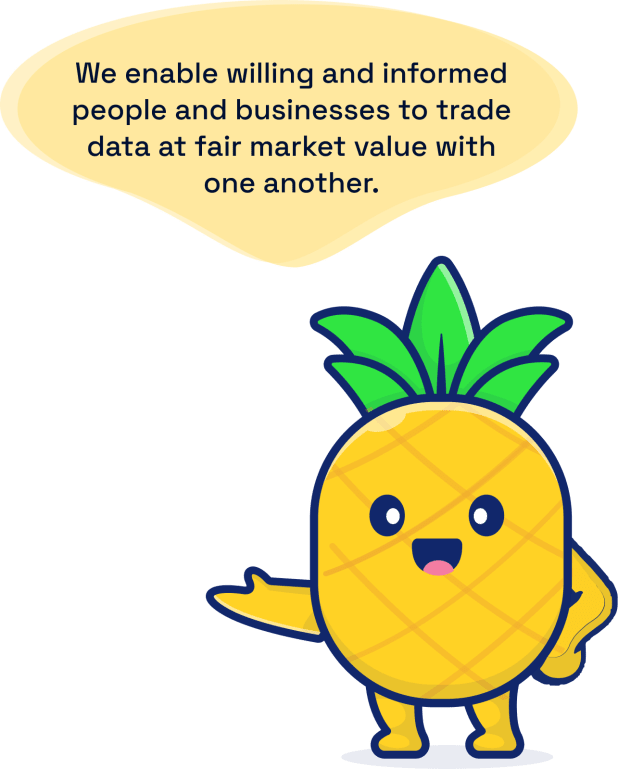 We enable willing and informed
people and businesses to trade
data at fair market value with
one another.